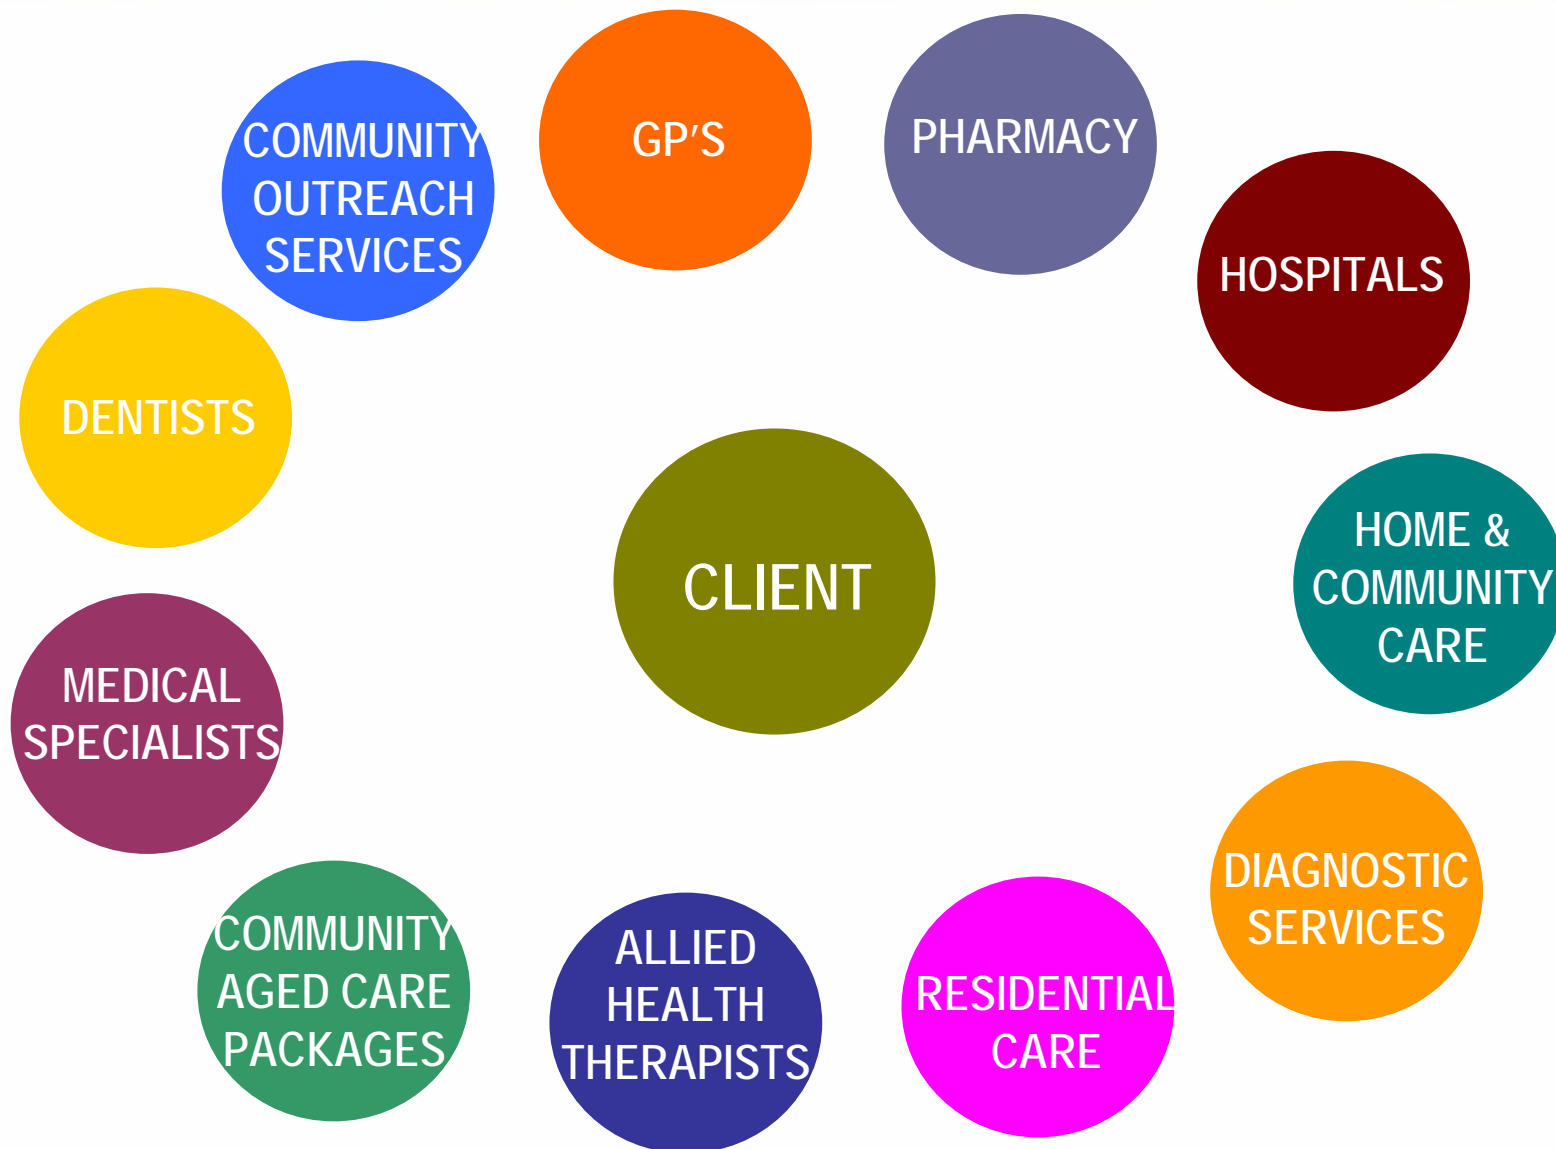 GP'S
PHARMACY
COMMUNITY
OUTREACH
SERVICES
HOSPITALS
DENTISTS
CLIENT
HOME &
COMMUNITY
CARE
MEDICAL
SPECIALISTS
DIAGNOSTIC
SERVICES
COMMUNITY
AGED CARE
PACKAGES
ALLIED
HEALTH
THERAPISTS
RESIDENTIAL
CARE